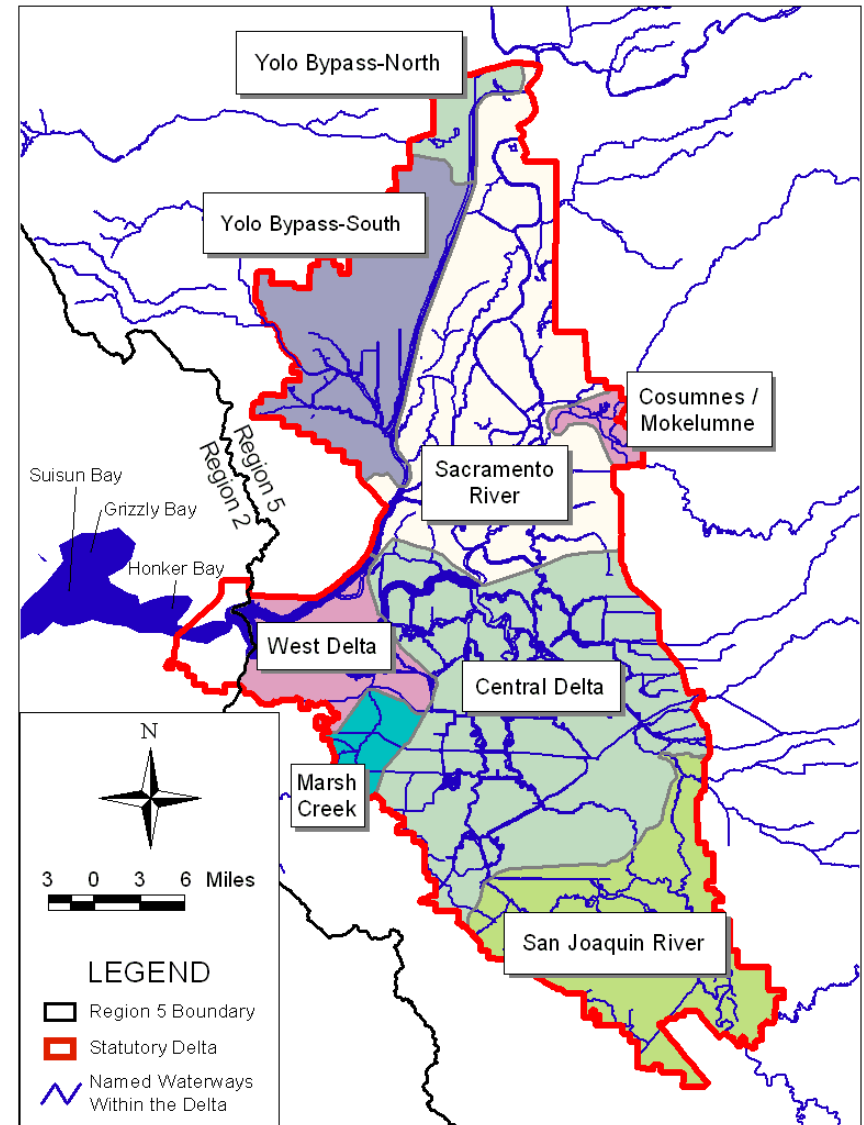 Yolo Bypass-North
Yolo Bypass-South
Cosumnes /
Mokelumne
Region 5
Region 2
Sacramento
River
Suisun Bay
Grizzly Bay
Honker Bay
West Delta
Central Delta
Marsh
Creek
San Joaquin River
N
3 0 3 6 Miles
LEGEND
Region 5 Boundary
Statutory Delta
Named Waterways
Within the Delta